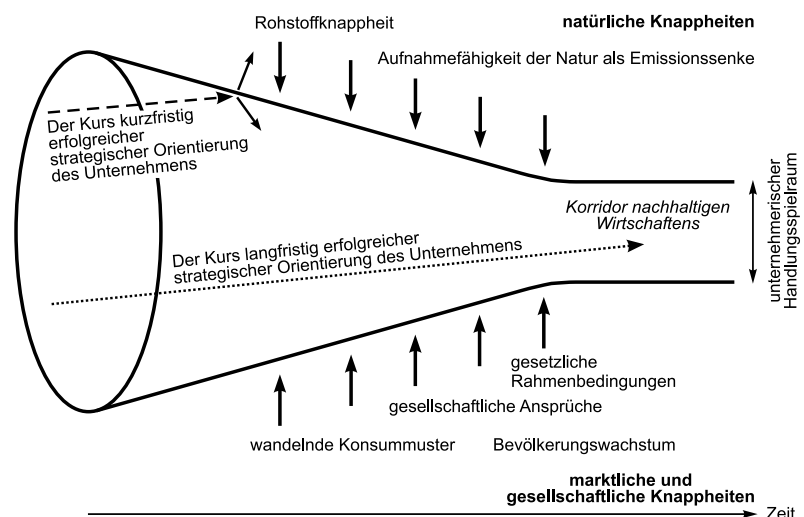 Rohstoffknappheit
natürliche Knappheiten
Aufnahmefähigkeit der Natur als Emissionssenke
Der Kurs kurzfristig
erfolgreicher
strategischer Orientierung
des Unternehmens
Korridor nachhaltigen
Wirtschaftens
unternehmerischer
Handlungsspielraum
Der Kurs langfristig erfolgreicher
strategischer Orientierung des Unternehmens
gesetzliche
Rahmenbedingungen
gesellschaftliche Ansprüche
wandelnde Konsummuster
Bevölkerungswachstum
marktliche und
gesellschaftliche Knappheiten
Zeit